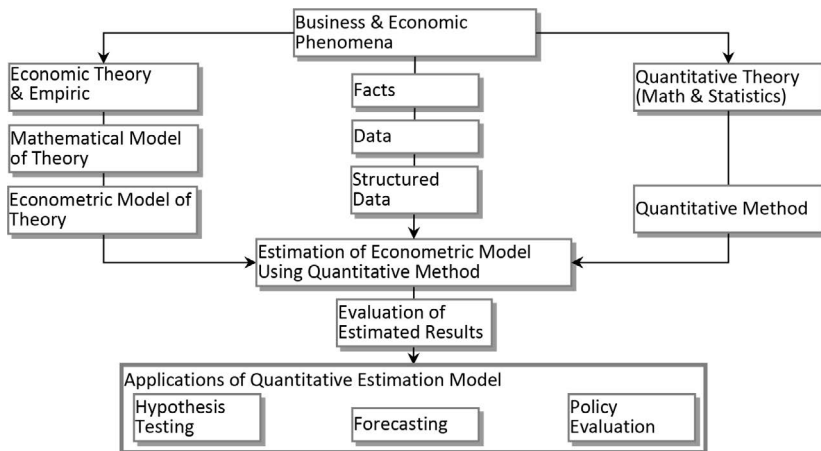 Business & Economic
Phenomena
Economic Theory
& Empiric
Facts
Quantitative Theory
(Math & Statistics)
Mathematical Model
of Theory
Data
Econometric Model of
Theory
Structured
Data
Quantitative Method
Estimation of Econometric Model
Using Quantitative Method
Evaluation of
Estimated Results
Applications of Quantitative Estimation Model
Hypothesis
Testing
Forecasting
Policy
Evaluation